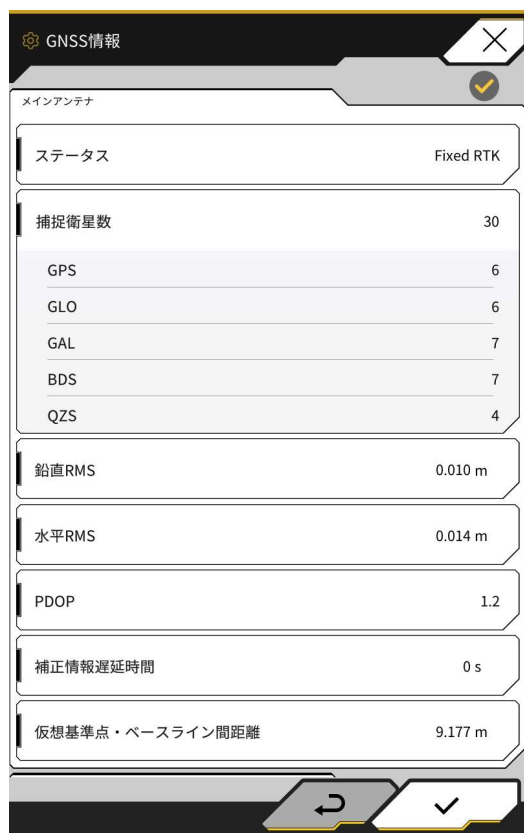 GNSS情報
メインアンテナ
ステータス Fixed RTK
捕捉衛星数 30
GPS 6
GLO 6
GAL 7
BDS 7
QZS 4
鉛直RMS 0.010 m
水平RMS 0.014 m
PDOP 1.2
補正情報遅延時間 0 s
仮想基準点・ベースライン間距離 9.177 m